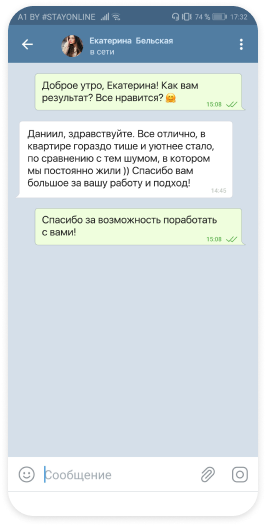 A1 BY #STAYONLINE 74 % 17:32
Екатерина Бельская
в сети
Доброе утро, Екатерина! Как вам
результат? Все нравится? 🤗
15:08
Даниил, здравствуйте. Все отлично, в
квартире гораздо тише и уютнее стало,
по сравнению с тем шумом, в котором
мы постоянно жили )) Спасибо вам
большое за вашу работу и подход!
14:45
Спасибо за возможность поработать
с вами!
15:08
Сообщение